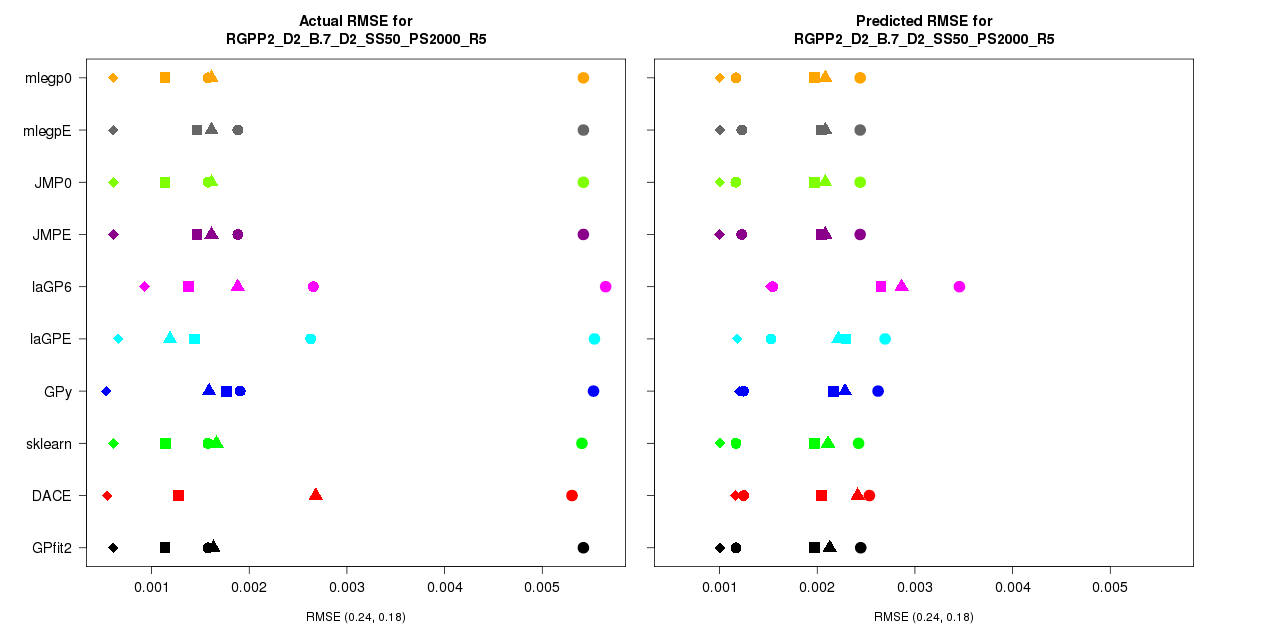 Actual RMSE for
RGPP2_D2_B.7_D2_SS50_PS2000_R5
Predicted RMSE for
RGPP2_D2_B.7_D2_SS50_PS2000_R5
mlegp0
mlegpE
JMP0
JMPE
laGP6
laGPE
GPy
sklearn
DACE
GPfit2
0.001 0.002 0.003 0.004 0.005
0.001 0.002 0.003 0.004 0.005
RMSE (0.24, 0.18)
RMSE (0.24, 0.18)